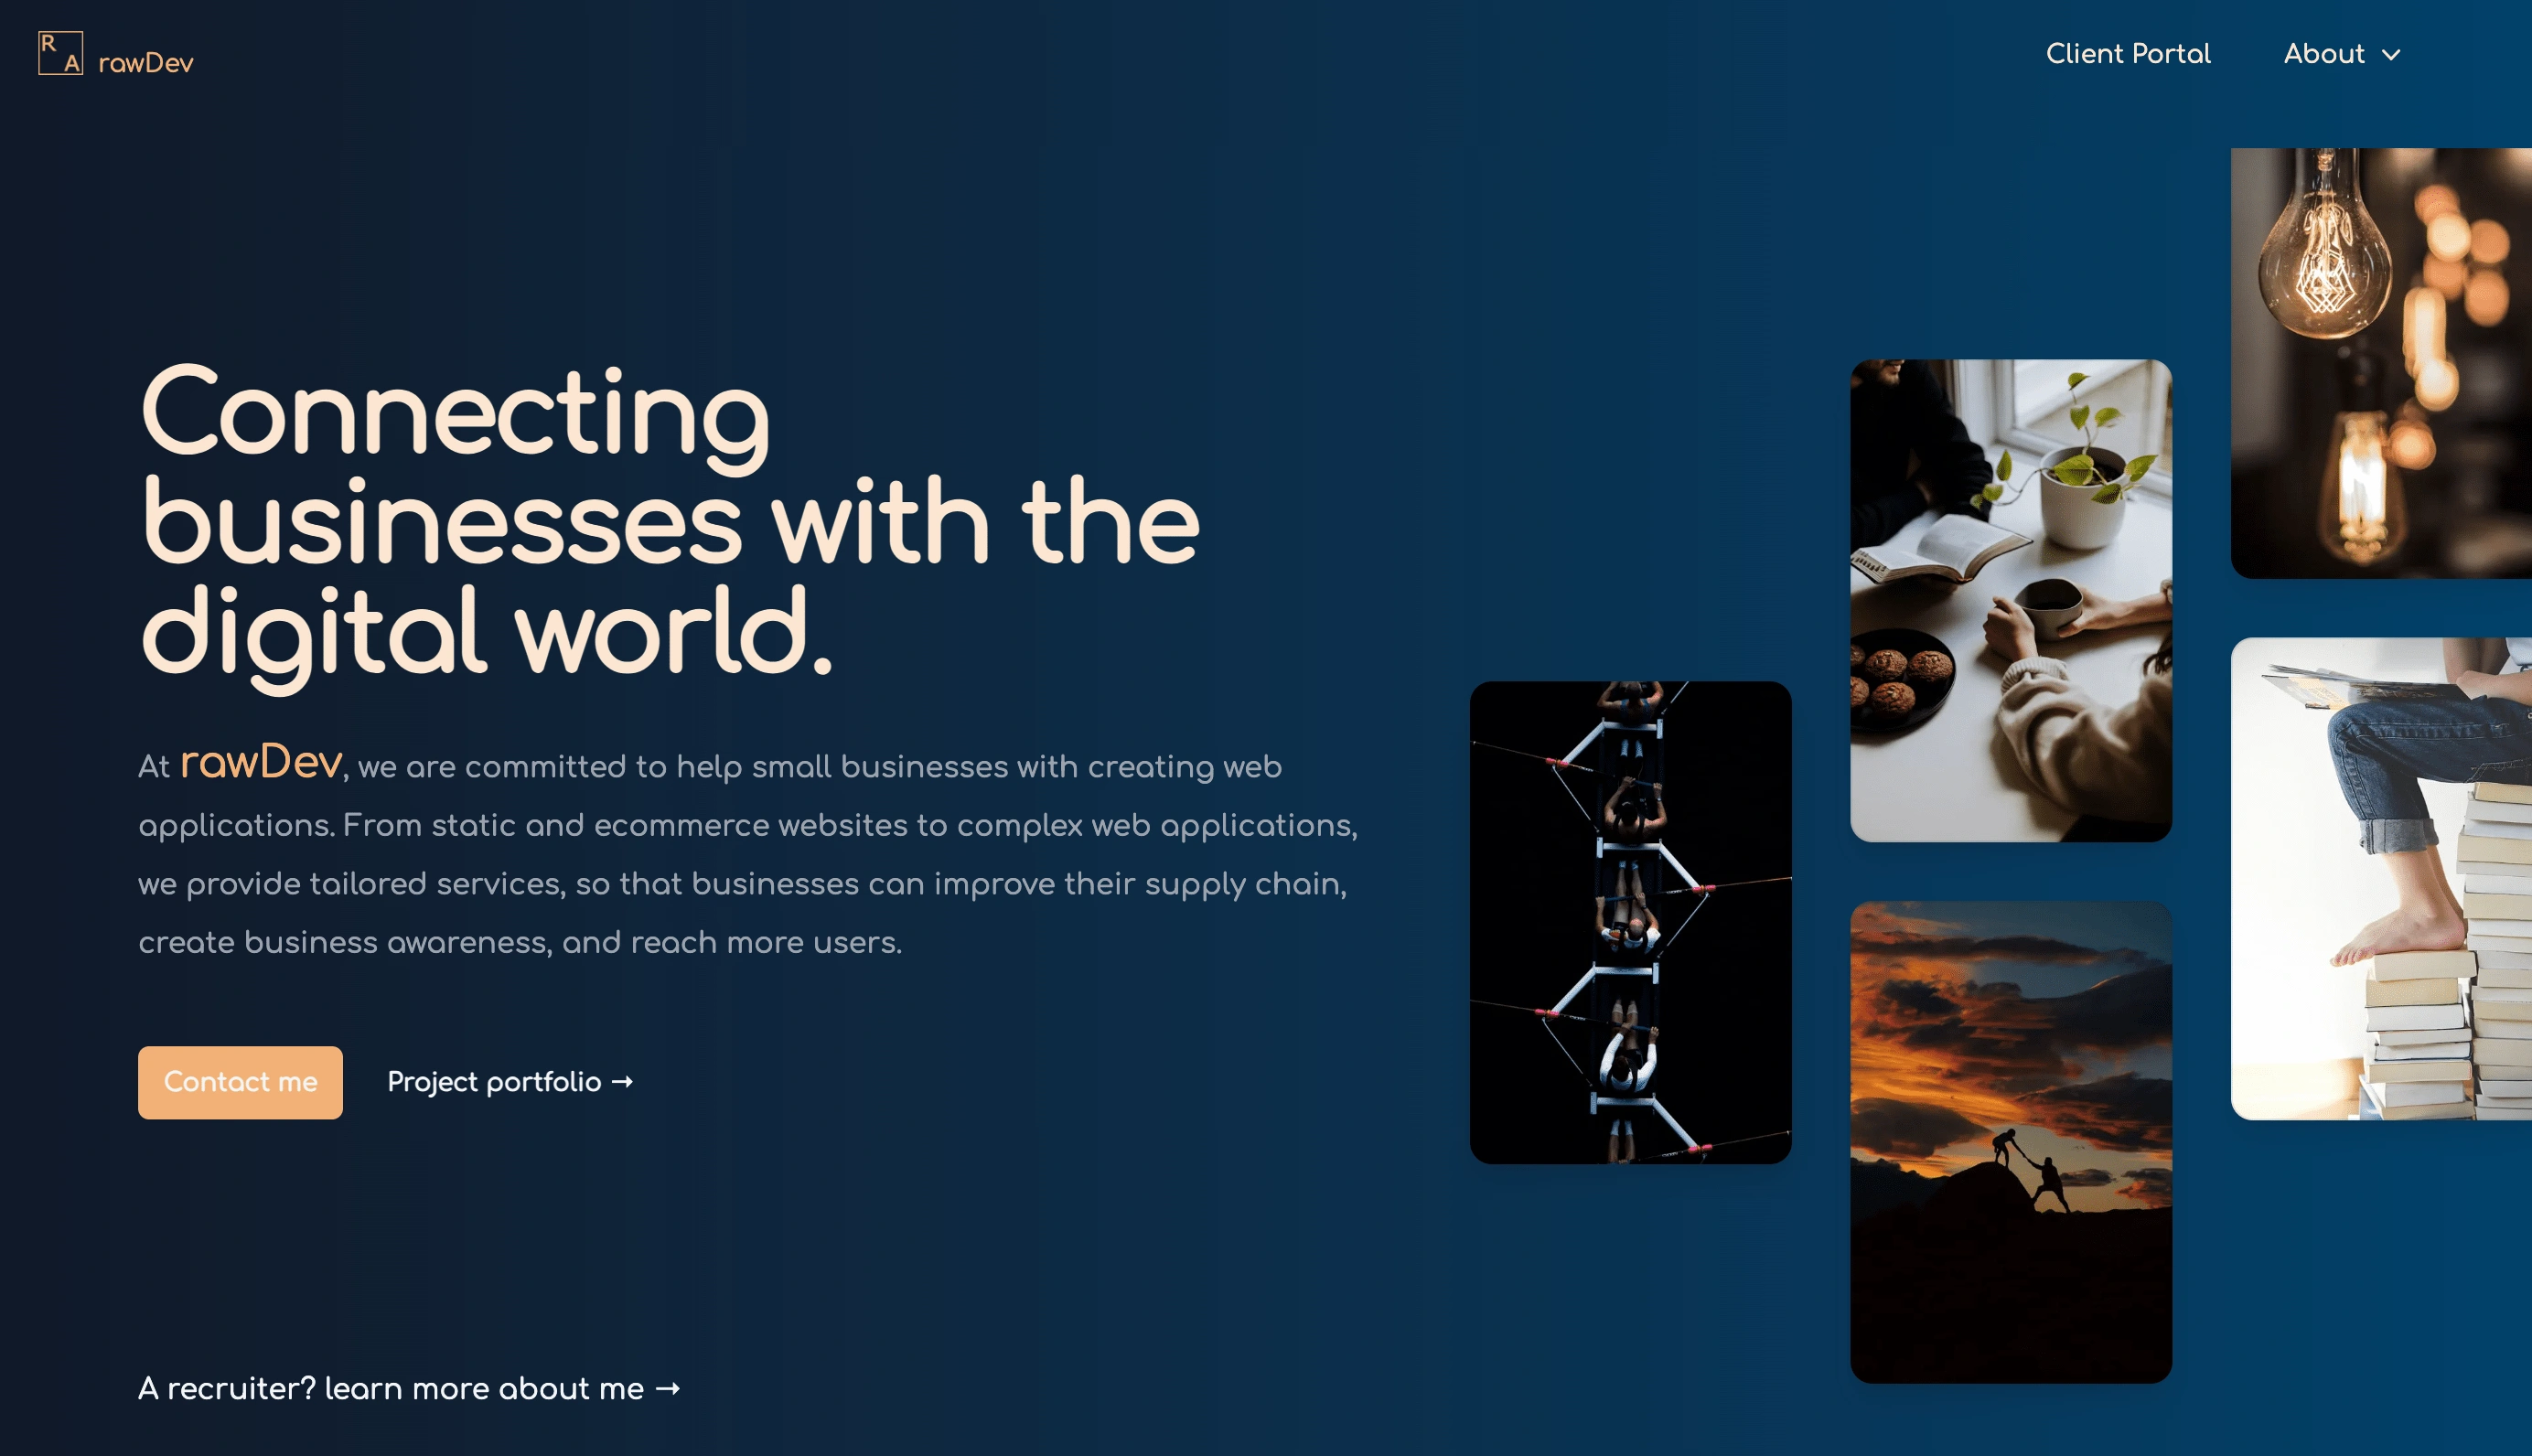 R
A
rawDev
Client Portal
About
Connecting
businesses with the
digital world.
At rawDev, we are committed to help small businesses with creating web
applications. From static and ecommerce websites to complex web applications,
we provide tailored services, so that businesses can improve their supply chain,
create business awareness, and reach more users.
Contact me
Project portfolio →
A recruiter? learn more about me →